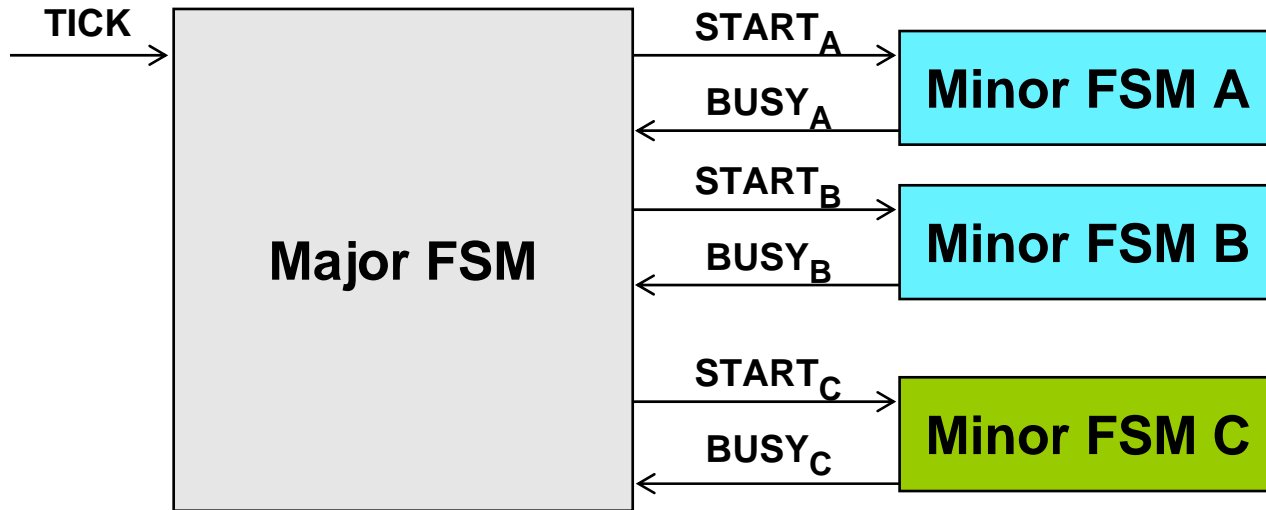 TICK
START_A
BUSY_A
Minor FSM A
START_B
BUSY_B
Minor FSM B
Major FSM
START_C
BUSY_C
Minor FSM C